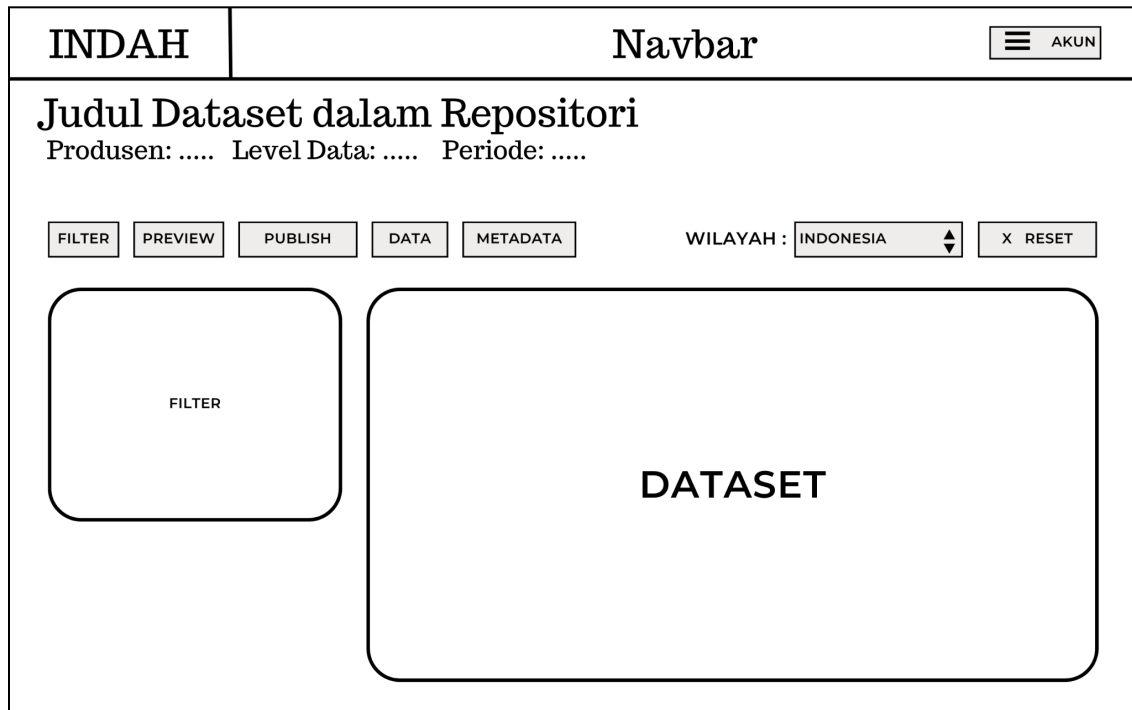 INDAH Navbar AKUN
Judul Dataset dalam Repositori
Produsen: ..... Level Data: ..... Periode: .....
FILTER PREVIEW PUBLISH DATA METADATA WILAYAH : INDONESIA X RESET
FILTER
DATASET